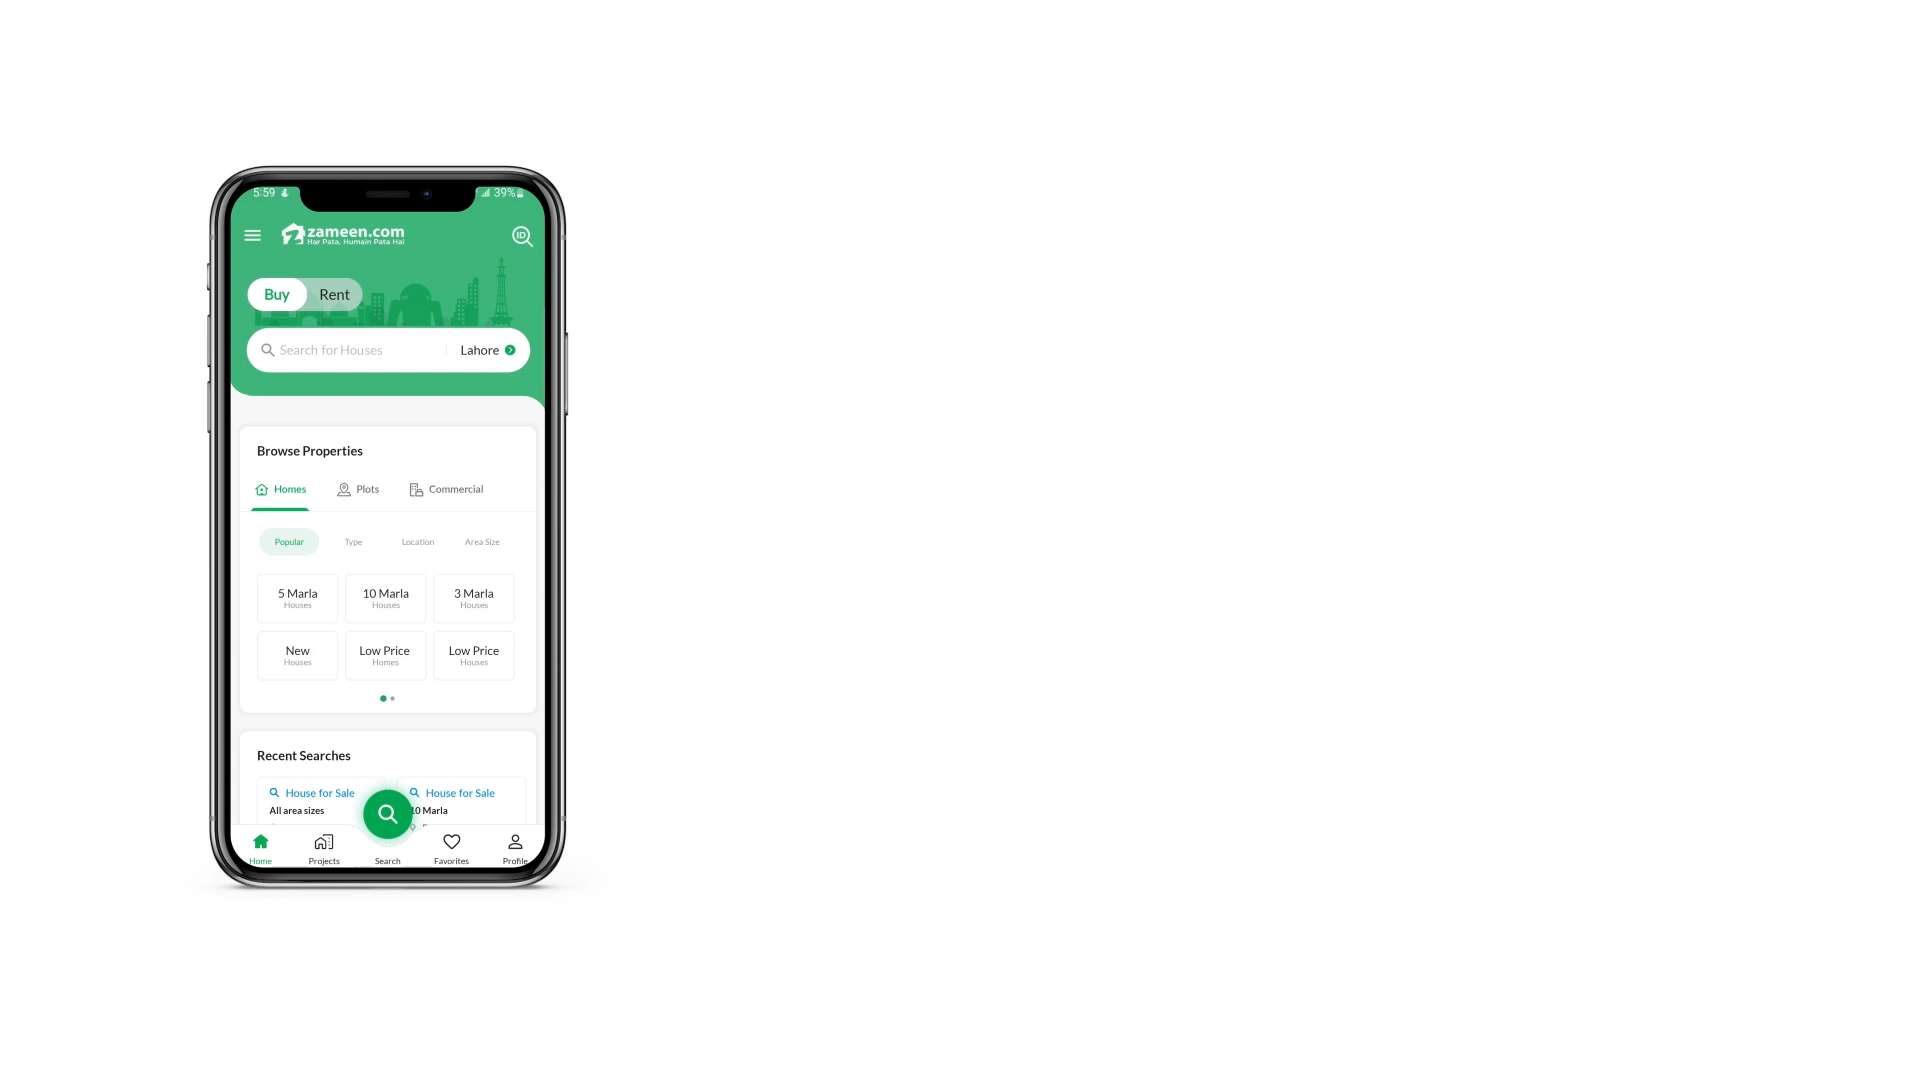 5:59 39%
zameen.com
Har Pata, Humain Pata Hai
ID
Buy Rent
Search for Houses Lahore
Browse Properties
Homes Plots Commercial
Popular Type Location Area Size
5 Marla 10 Marla 3 Marla
Houses Houses Houses
New Low Price Low Price
Houses Homes Houses
Recent Searches
House for Sale House for Sale
All area sizes 10 Marla
Home Projects Search Favorites Profile